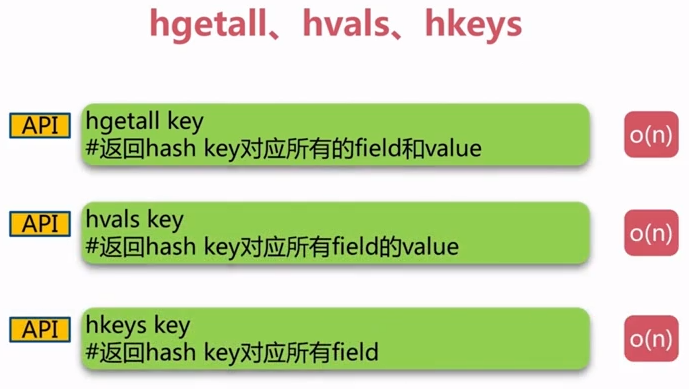 hgetall、hvals、hkeys
API
hgetall key
#返回hash key对应所有的field和value
o(n)
API
hvals key
#返回hash key对应所有field的value
o(n)
API
hkeys key
#返回hash key对应所有field
o(n)